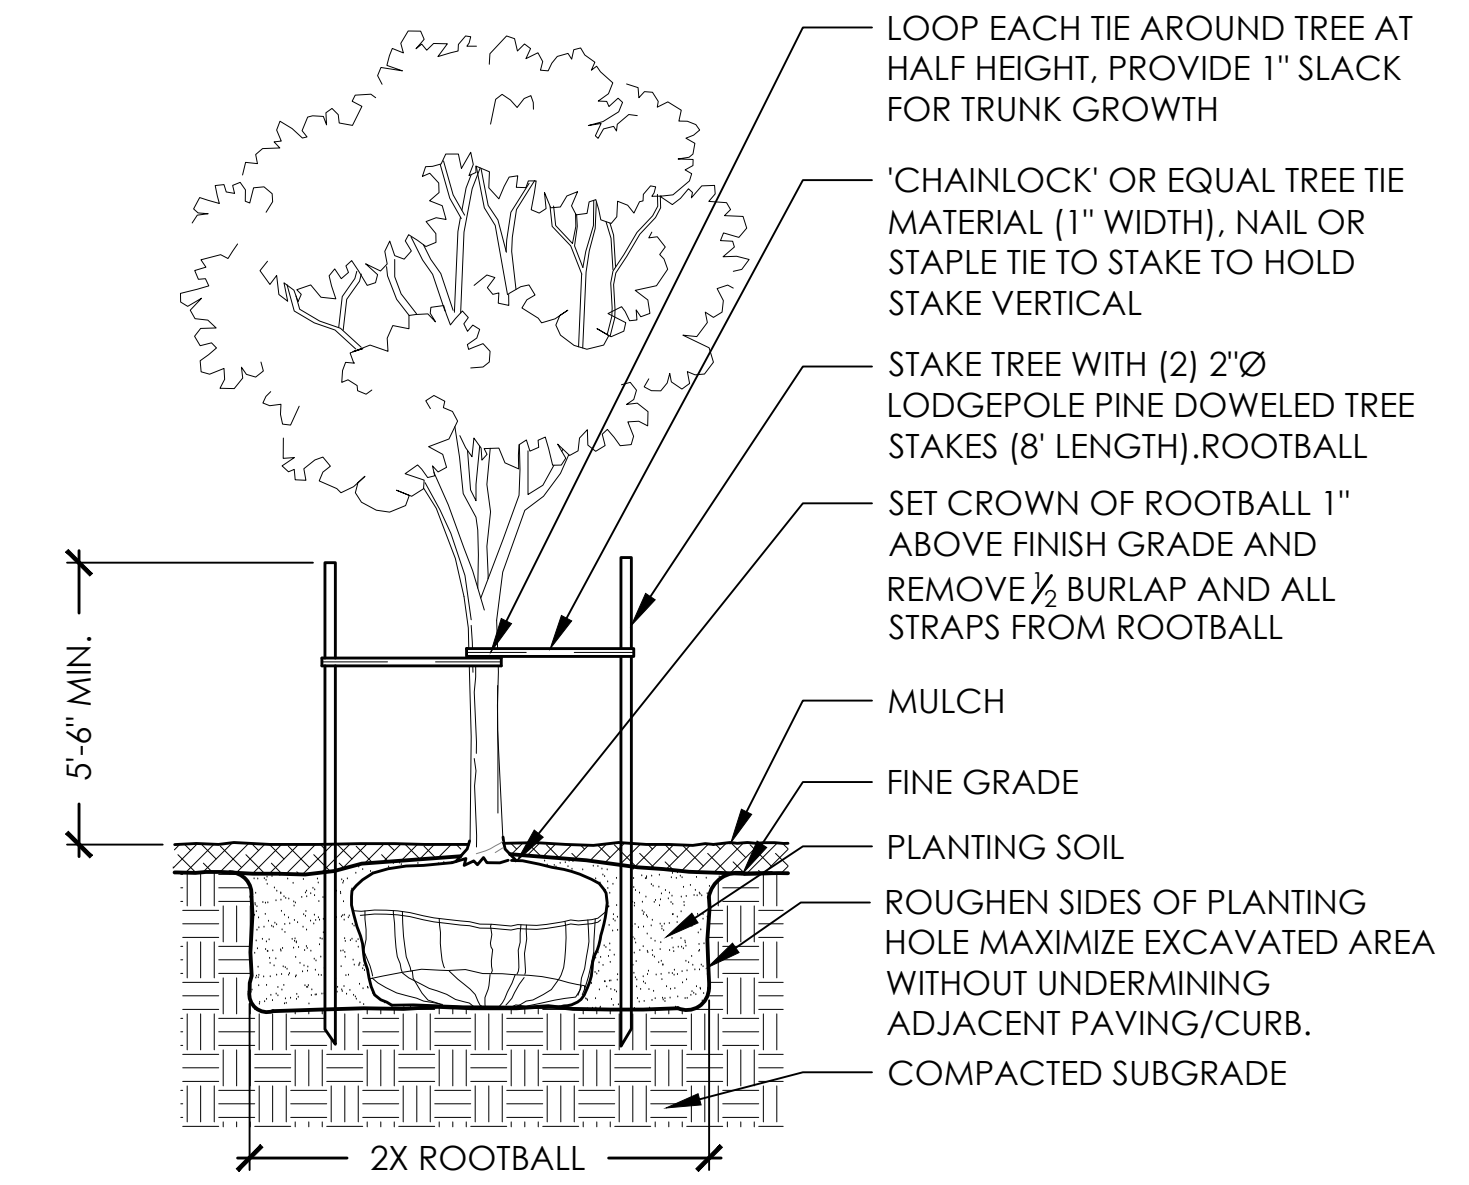 LOOP EACH TIE AROUND TREE AT
HALF HEIGHT, PROVIDE 1" SLACK
FOR TRUNK GROWTH
'CHAINLOCK' OR EQUAL TREE TIE
MATERIAL (1" WIDTH), NAIL OR
STAPLE TIE TO STAKE TO HOLD
STAKE VERTICAL
STAKE TREE WITH (2) 2"Ø
LODGEPOLE PINE DOWELED TREE
STAKES (8' LENGTH).ROOTBALL
SET CROWN OF ROOTBALL 1"
ABOVE FINISH GRADE AND
REMOVE ½ BURLAP AND ALL
STRAPS FROM ROOTBALL
5'-6" MIN.
MULCH
FINE GRADE
PLANTING SOIL
ROUGHEN SIDES OF PLANTING
HOLE MAXIMIZE EXCAVATED AREA
WITHOUT UNDERMINING
ADJACENT PAVING/CURB.
COMPACTED SUBGRADE
2X ROOTBALL